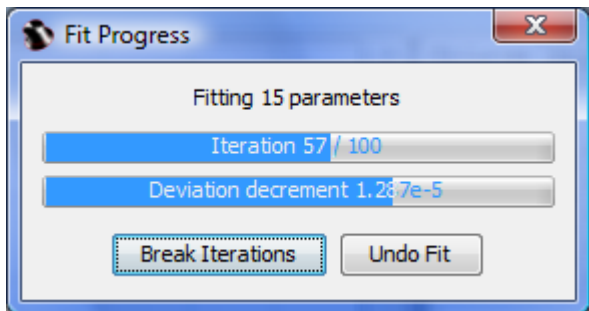 Fit Progress
Fitting 15 parameters
Iteration 57 / 100
Deviation decrement 1.287e-5
Break Iterations Undo Fit